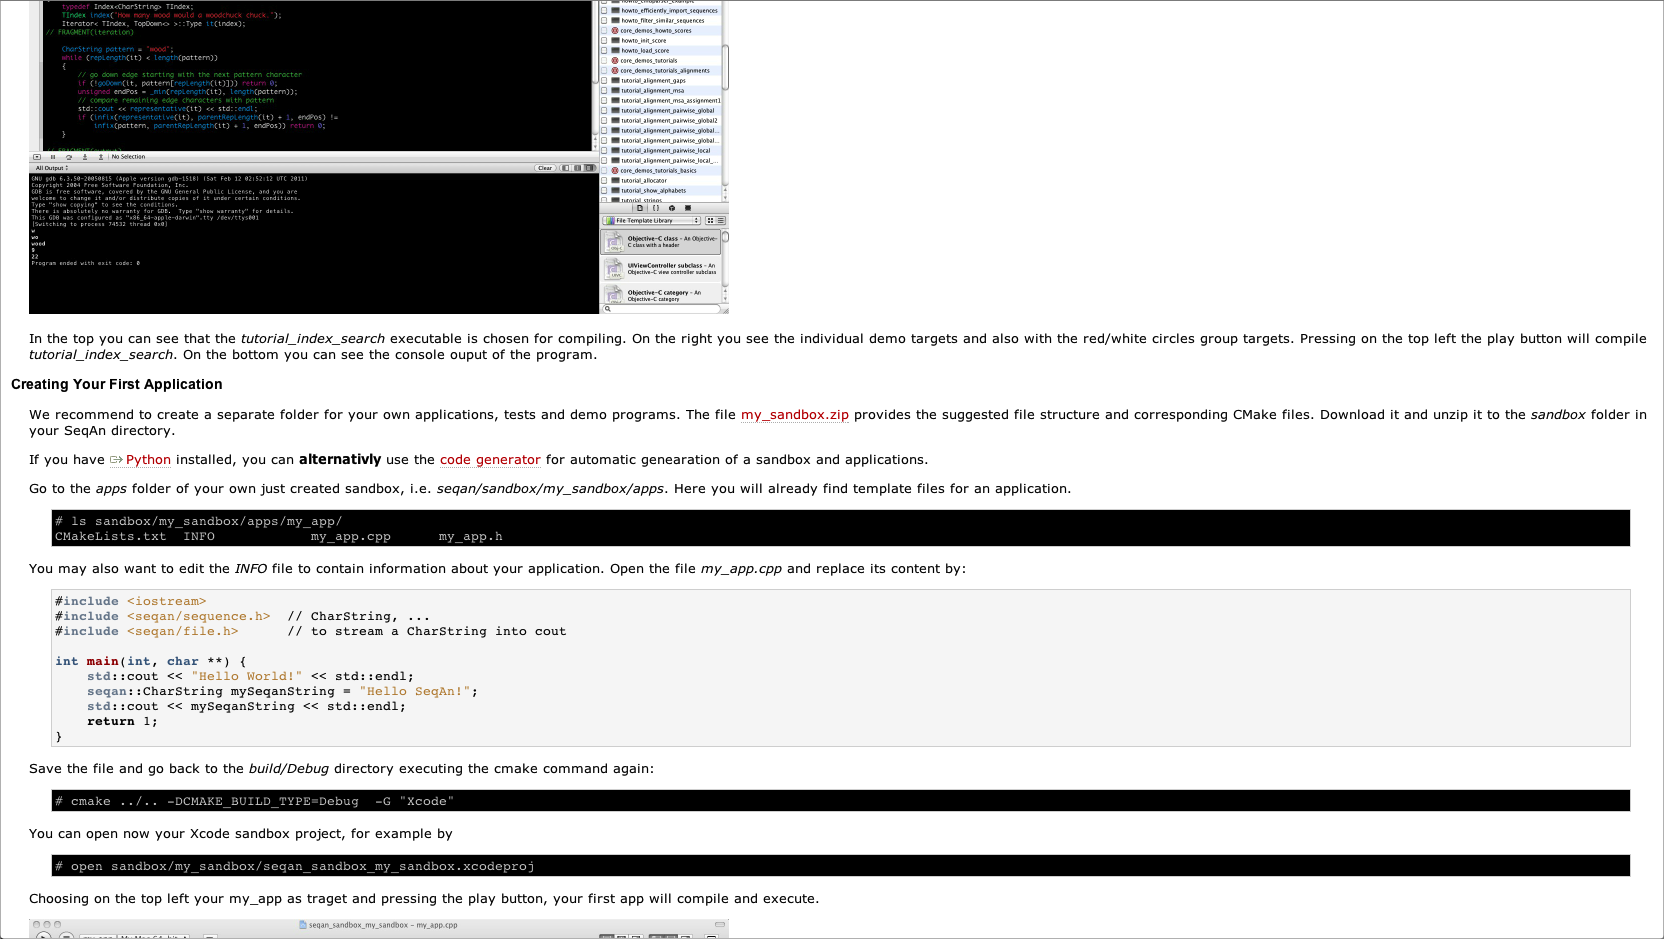 typedef Index<CharString> TIndex;
TIndex index("How many wood would a woodchuck chuck.");
Iterator< TIndex, TopDown<> >::Type it(index);
// FRAGMENT(iteration)
CharString pattern = "wood";
while (repLength(it) < length(pattern))
{
// go down edge starting with the next pattern character
if (!goDown(it, pattern[repLength(it)])) return 0;
unsigned endPos = _min(repLength(it), length(pattern));
// compare remaining edge characters with pattern
std::cout << representative(it) << std::endl;
if (infix(representative(it), parentRepLength(it) + 1, endPos) !=
infix(pattern, parentRepLength(it) + 1, endPos)) return 0;
}
No Selection
All Output
Clear
GNU gdb 6.3.50-20050815 (Apple version gdb-1518) (Sat Feb 12 02:52:12 UTC 2011)
Copyright 2004 Free Software Foundation, Inc.
GDB is free software, covered by the GNU General Public License, and you are
welcome to change it and/or distribute copies of it under certain conditions.
Type "show copying" to see the conditions.
There is absolutely no warranty for GDB.  Type "show warranty" for details.
This GDB was configured as "x86_64-apple-darwin".tty /dev/ttys001
[Switching to process 74532 thread 0x0]
w
wo
wood
9
22
Program ended with exit code: 0
howto_efficiently_import_sequences
howto_filter_similar_sequences
core_demos_howto_scores
howto_init_score
howto_load_score
core_demos_tutorials
core_demos_tutorials_alignments
tutorial_alignment_gaps
tutorial_alignment_msa
tutorial_alignment_msa_assignment1
tutorial_alignment_pairwise_global
tutorial_alignment_pairwise_global2
tutorial_alignment_pairwise_global...
tutorial_alignment_pairwise_global...
tutorial_alignment_pairwise_local
tutorial_alignment_pairwise_local_...
core_demos_tutorials_basics
tutorial_allocator
tutorial_show_alphabets
tutorial_strings
File Template Library
Objective-C class - An Objective-
C class with a header
UIViewController subclass - An
Objective-C view controller subclass
Objective-C category - An
Objective-C category
In the top you can see that the tutorial_index_search executable is chosen for compiling. On the right you see the individual demo targets and also with the red/white circles group targets. Pressing on the top left the play button will compile
tutorial_index_search. On the bottom you can see the console ouput of the program.
Creating Your First Application
We recommend to create a separate folder for your own applications, tests and demo programs. The file my_sandbox.zip provides the suggested file structure and corresponding CMake files. Download it and unzip it to the sandbox folder in
your SeqAn directory.
If you have Python installed, you can alternativly use the code generator for automatic genearation of a sandbox and applications.
Go to the apps folder of your own just created sandbox, i.e. seqan/sandbox/my_sandbox/apps. Here you will already find template files for an application.
# ls sandbox/my_sandbox/apps/my_app/
CMakeLists.txt  INFO            my_app.cpp      my_app.h
You may also want to edit the INFO file to contain information about your application. Open the file my_app.cpp and replace its content by:
#include <iostream>
#include <seqan/sequence.h>  // CharString, ...
#include <seqan/file.h>      // to stream a CharString into cout
int main(int, char **) {
std::cout << "Hello World!" << std::endl;
seqan::CharString mySeqanString = "Hello SeqAn!";
std::cout << mySeqanString << std::endl;
return 1;
}
Save the file and go back to the build/Debug directory executing the cmake command again:
# cmake ../.. -DCMAKE_BUILD_TYPE=Debug  -G "Xcode"
You can open now your Xcode sandbox project, for example by
# open sandbox/my_sandbox/seqan_sandbox_my_sandbox.xcodeproj
Choosing on the top left your my_app as traget and pressing the play button, your first app will compile and execute.
seqan_sandbox_my_sandbox - my_app.cpp